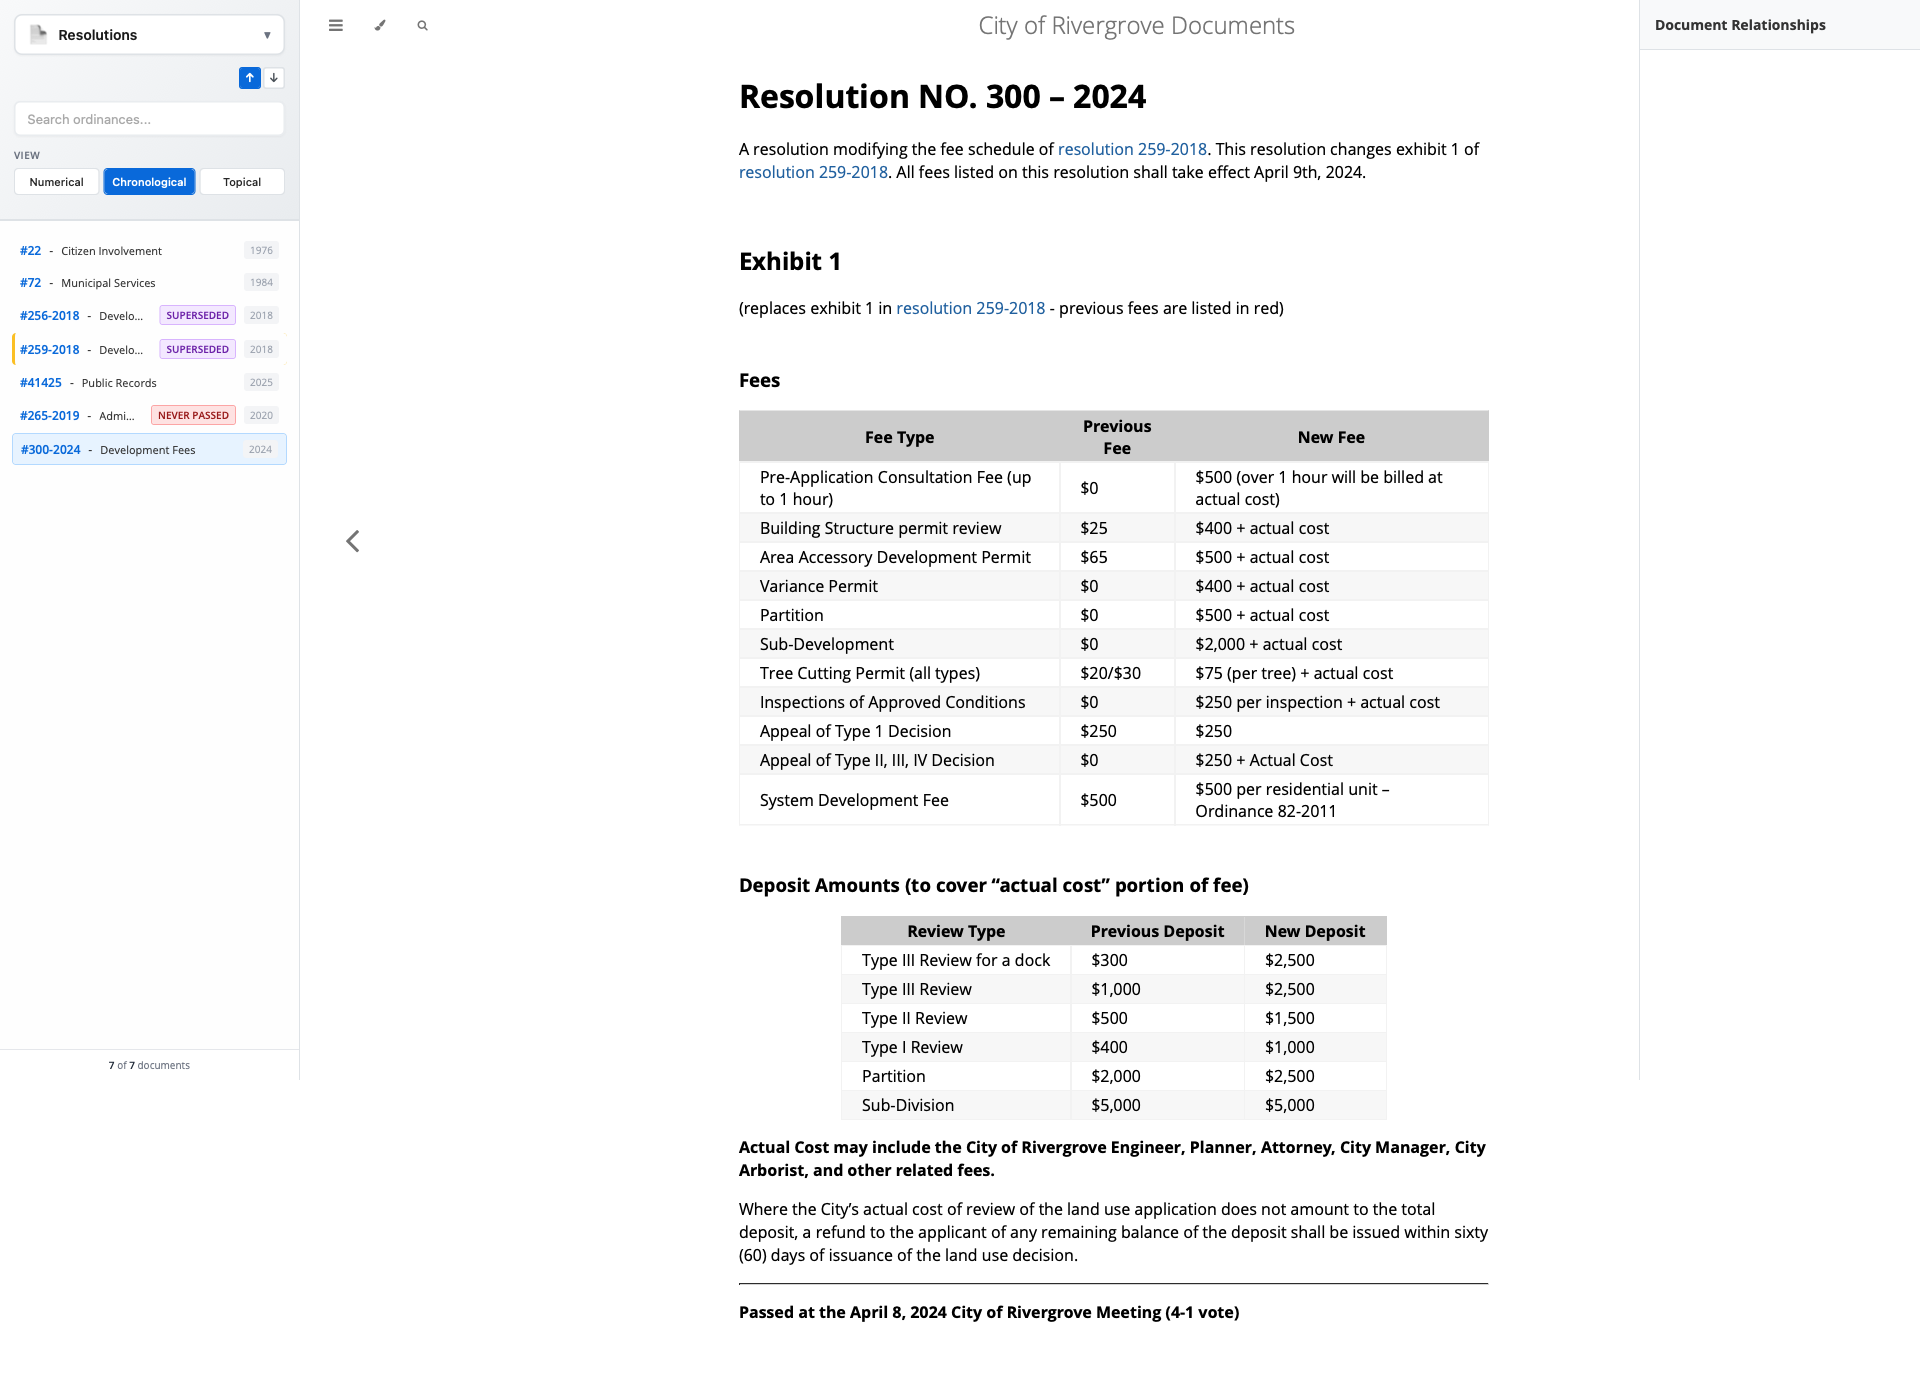 Resolutions
Search ordinances...
VIEW
Numerical Chronological Topical
#22 - Citizen Involvement 1976
#72 - Municipal Services 1984
#256-2018 - Develo... SUPERSEDED 2018
#259-2018 - Develo... SUPERSEDED 2018
#41425 - Public Records 2025
#265-2019 - Admi... NEVER PASSED 2020
#300-2024 - Development Fees 2024
7 of 7 documents
City of Rivergrove Documents
Resolution NO. 300 – 2024
A resolution modifying the fee schedule of resolution 259-2018. This resolution changes exhibit 1 of
resolution 259-2018. All fees listed on this resolution shall take effect April 9th, 2024.
Exhibit 1
(replaces exhibit 1 in resolution 259-2018 - previous fees are listed in red)
Fees
Fee Type Previous Fee New Fee
Pre-Application Consultation Fee (up to 1 hour) $0 $500 (over 1 hour will be billed at actual cost)
Building Structure permit review $25 $400 + actual cost
Area Accessory Development Permit $65 $500 + actual cost
Variance Permit $0 $400 + actual cost
Partition $0 $500 + actual cost
Sub-Development $0 $2,000 + actual cost
Tree Cutting Permit (all types) $20/$30 $75 (per tree) + actual cost
Inspections of Approved Conditions $0 $250 per inspection + actual cost
Appeal of Type 1 Decision $250 $250
Appeal of Type II, III, IV Decision $0 $250 + Actual Cost
System Development Fee $500 $500 per residential unit – Ordinance 82-2011
Deposit Amounts (to cover “actual cost” portion of fee)
Review Type Previous Deposit New Deposit
Type III Review for a dock $300 $2,500
Type III Review $1,000 $2,500
Type II Review $500 $1,500
Type I Review $400 $1,000
Partition $2,000 $2,500
Sub-Division $5,000 $5,000
Actual Cost may include the City of Rivergrove Engineer, Planner, Attorney, City Manager, City
Arborist, and other related fees.
Where the City’s actual cost of review of the land use application does not amount to the total
deposit, a refund to the applicant of any remaining balance of the deposit shall be issued within sixty
(60) days of issuance of the land use decision.
Passed at the April 8, 2024 City of Rivergrove Meeting (4-1 vote)
Document Relationships